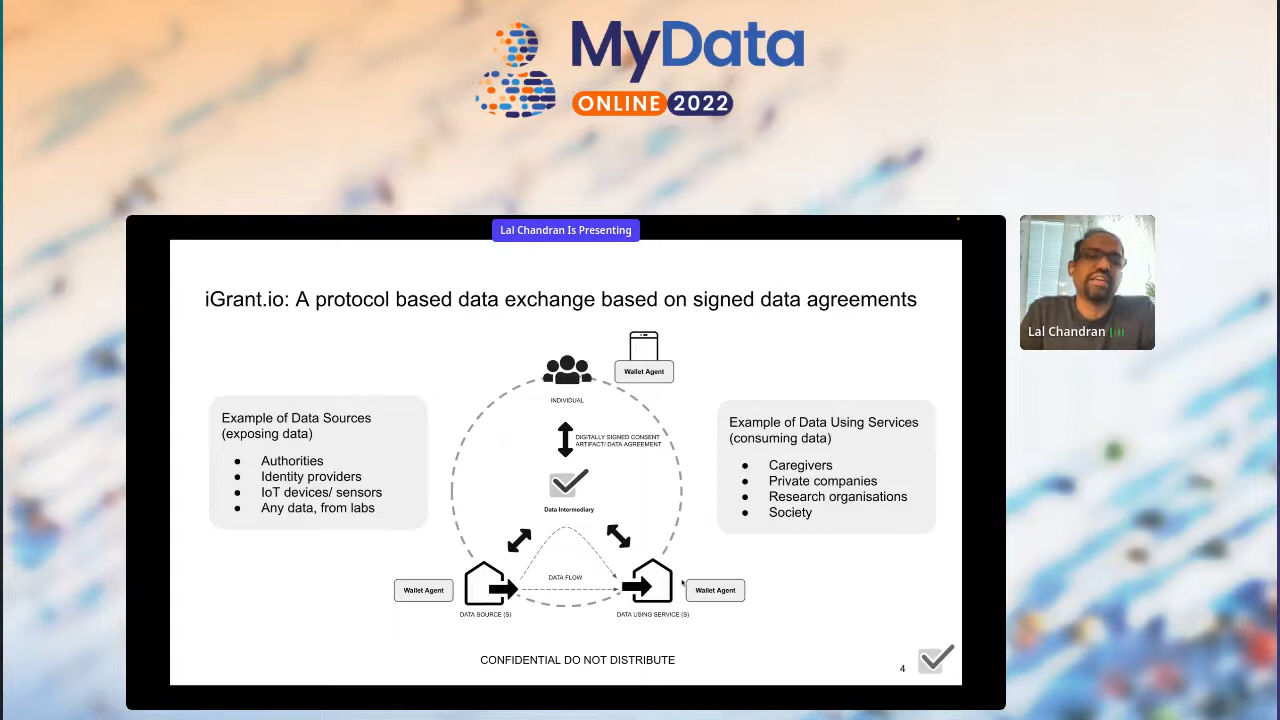 MyData
ONLINE 2022
Lal Chandran Is Presenting
iGrant.io: A protocol based data exchange based on signed data agreements
Wallet Agent
INDIVIDUAL
Example of Data Sources
(exposing data)
● Authorities
● Identity providers
● IoT devices/ sensors
● Any data, from labs
DIGITALLY SIGNED CONSENT
ARTIFACT/ DATA AGREEMENT
Data Intermediary
Example of Data Using Services
(consuming data)
● Caregivers
● Private companies
● Research organisations
● Society
DATA FLOW
Wallet Agent
Wallet Agent
DATA SOURCE (S)
DATA USING SERVICE(S)
CONFIDENTIAL DO NOT DISTRIBUTE
4
Lal Chandran